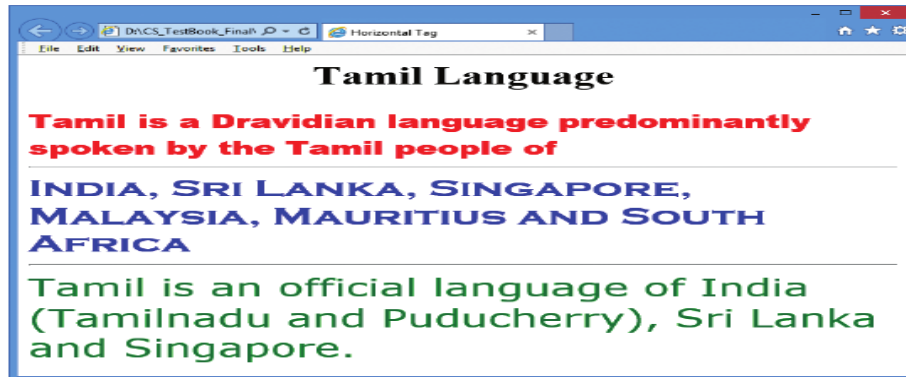 D:\CS_TestBook_Final\
Horizontal Tag
File Edit View Favorites Tools Help
Tamil Language
Tamil is a Dravidian language predominantly
spoken by the Tamil people of
INDIA, SRI LANKA, SINGAPORE,
MALAYSIA, MAURITIUS AND SOUTH
AFRICA
Tamil is an official language of India
(Tamilnadu and Puducherry), Sri Lanka
and Singapore.